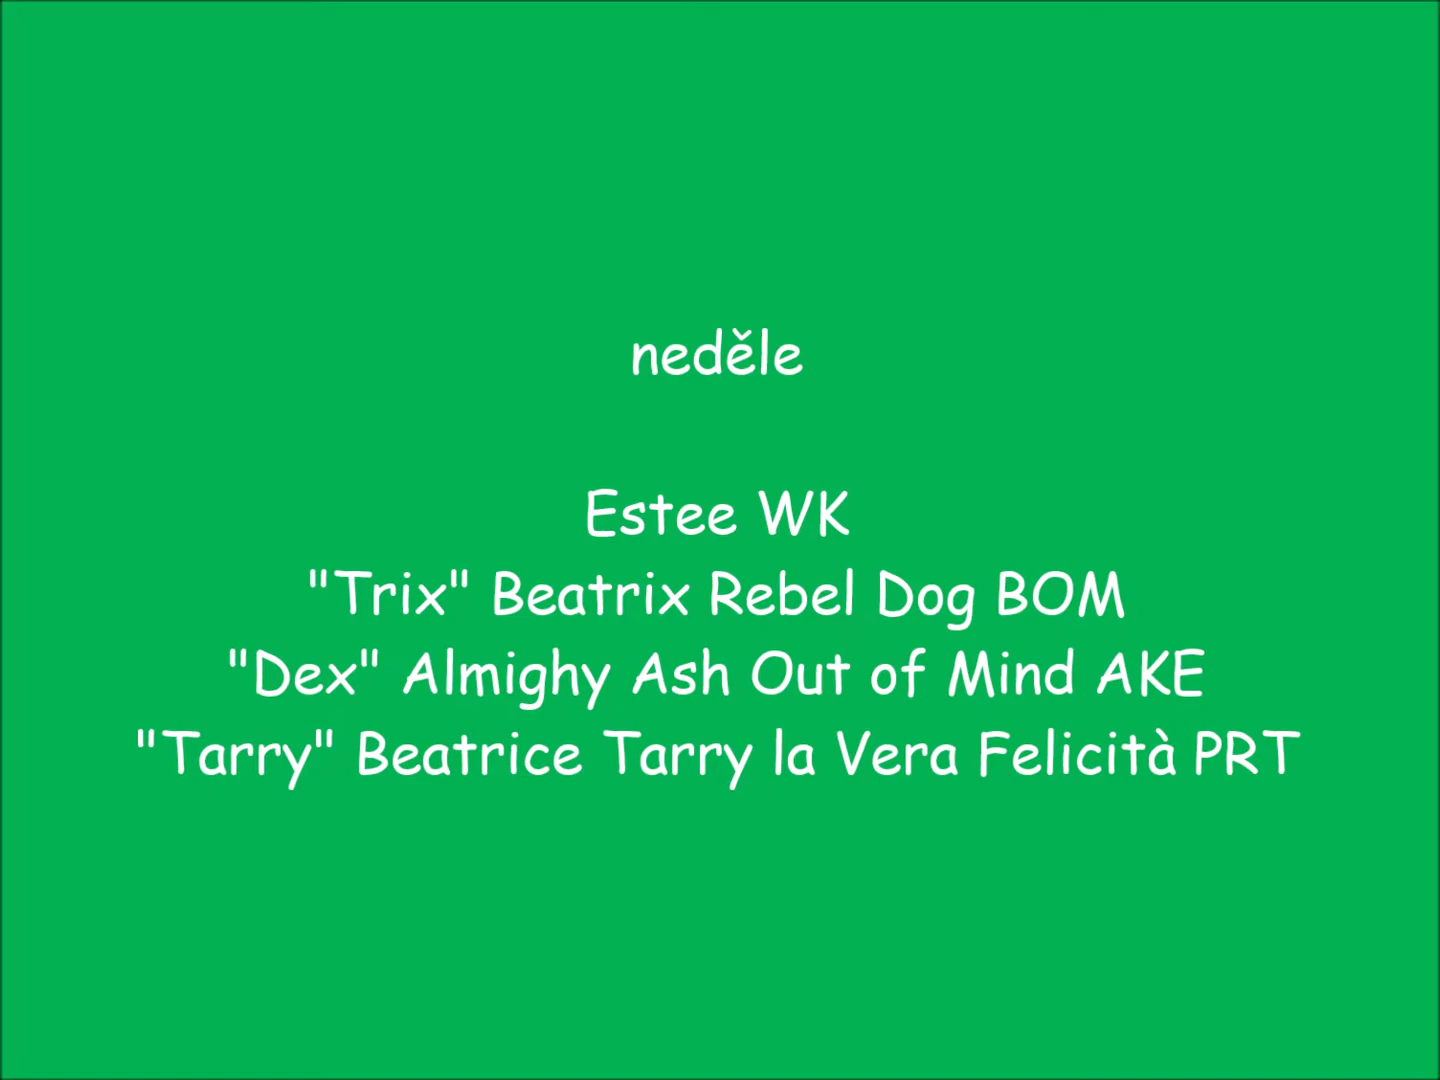 neděle
Estee WK
"Trix" Beatrix Rebel Dog BOM
"Dex" Almighy Ash Out of Mind AKE
"Tarry" Beatrice Tarry la Vera Felicità PRT